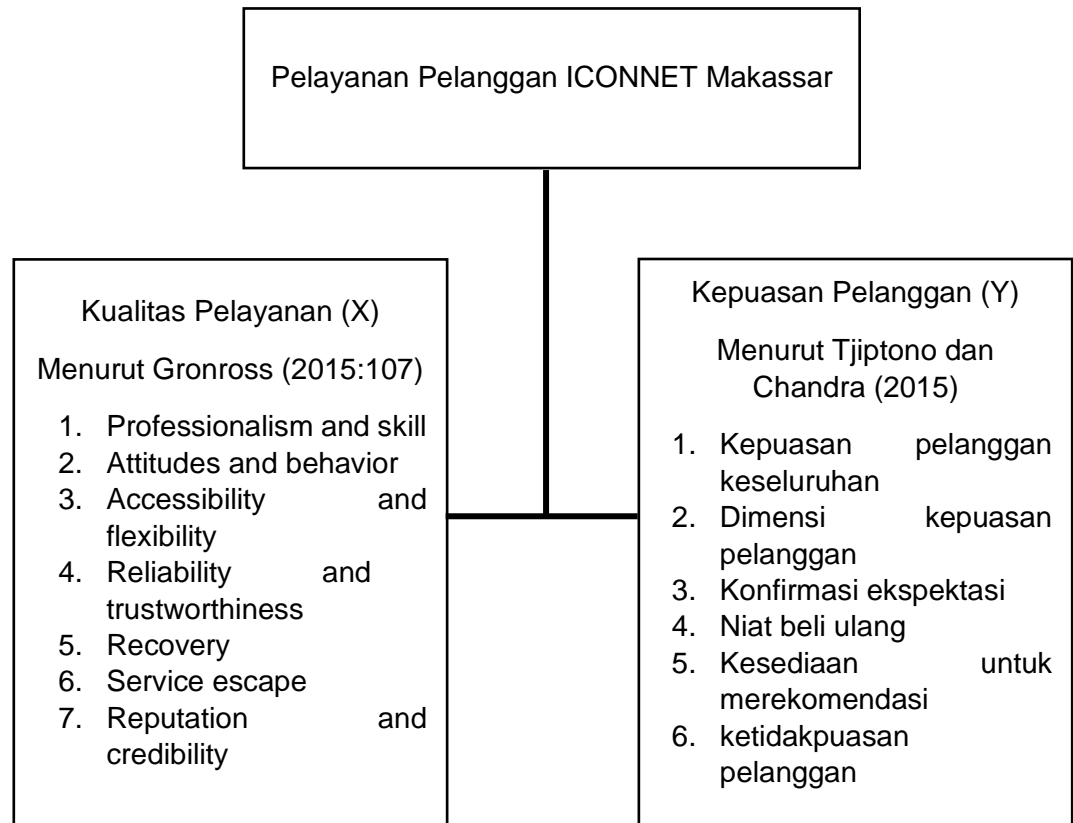 Pelayanan Pelanggan ICONNET Makassar
Kualitas Pelayanan (X)
Menurut Gronross (2015:107)
1. Professionalism and skill
2. Attitudes and behavior
3. Accessibility and
flexibility
4. Reliability and
trustworthiness
5. Recovery
6. Service escape
7. Reputation and
credibility
Kepuasan Pelanggan (Y)
Menurut Tjiptono dan
Chandra (2015)
1. Kepuasan pelanggan
keseluruhan
2. Dimensi kepuasan
pelanggan
3. Konfirmasi ekspektasi
4. Niat beli ulang
5. Kesediaan untuk
merekomendasi
6. ketidakpuasan
pelanggan